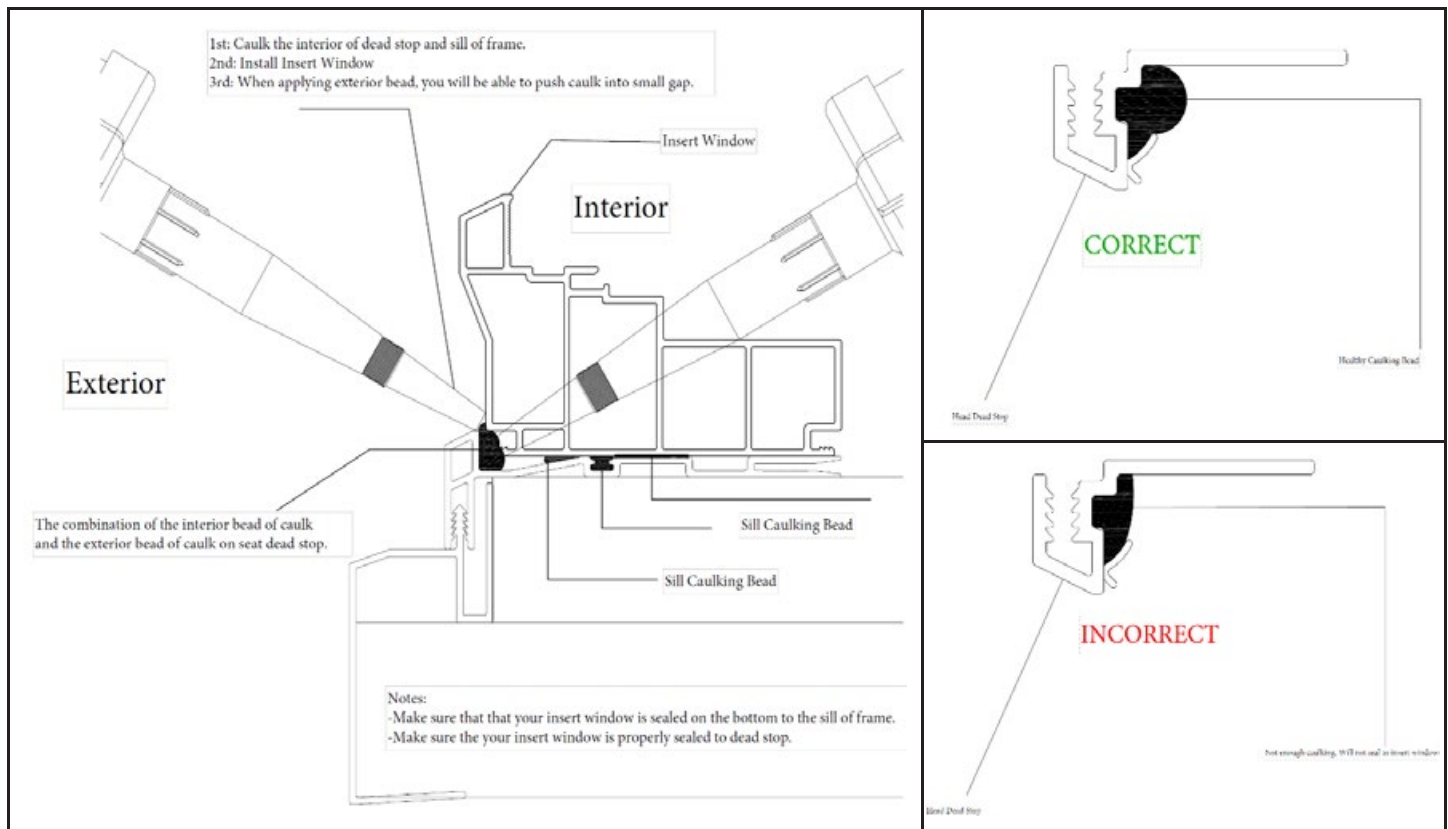 1st: Caulk the interior of dead stop and sill of frame.
2nd: Install Insert Window
3rd: When applying exterior bead, you will be able to push caulk into small gap.
Insert Window
Interior
Exterior
The combination of the interior bead of caulk
and the exterior bead of caulk on seat dead stop.
Sill Caulking Bead
Sill Caulking Bead
Notes:
-Make sure that that your insert window is sealed on the bottom to the sill of frame.
-Make sure the your insert window is properly sealed to dead stop.
CORRECT
Healthy Caulking Bead
Head Dead Stop
INCORRECT
Not enough caulking. Will not seal to insert window
Head Dead Stop